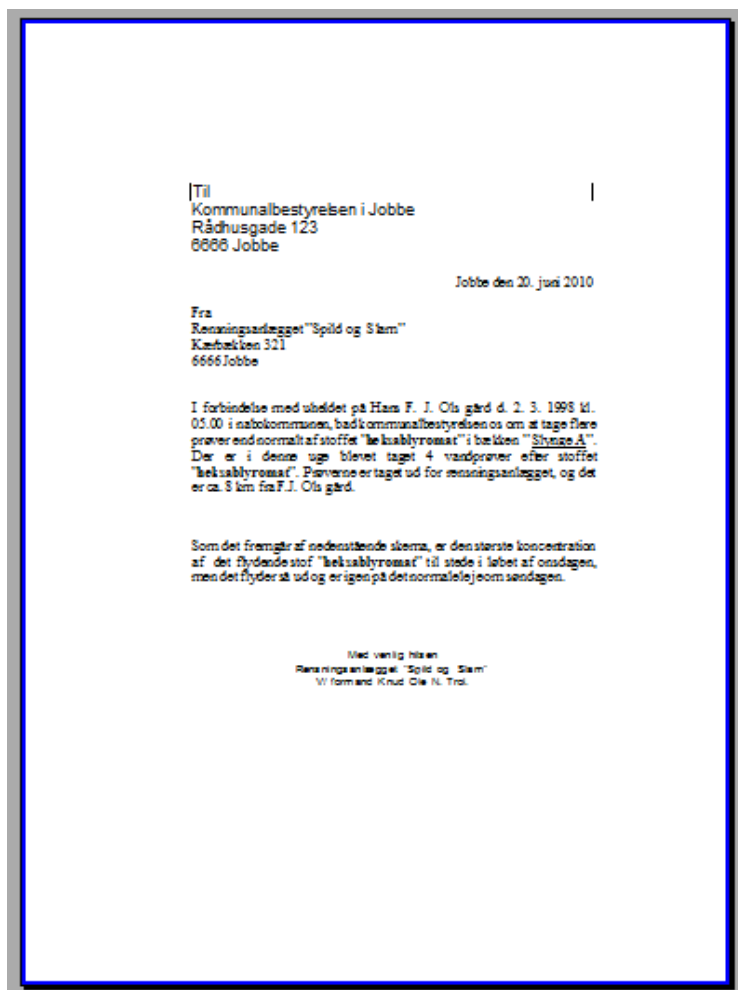 Til
Kommunalbestyrelsen i Jobbe
Rådhusgade 123
6666 Jobbe
Jobbe den 20. juni 2010
Fra
Rensningsanlægget "Spild og Slam"
Kærbækken 321
6666 Jobbe
I forbindelse med uheldet på Hans F. J. Ols gård d. 2. 3. 1998 kl.
05.00 i nabokommunen, bad kommunalbestyrelsen os om at tage flere
prøver end normalt af stoffet "heksablyromat" i bækken "Slynge A".
Der er i denne uge blevet taget 4 vandprøver efter stoffet
"heksablyromat". Prøverne er taget ud for rensningsanlægget, og det
er ca. 8 km fra F.J. Ols gård.
Som det fremgår af nedenstående skema, er den største koncentration
af det flydende stof "heksablyromat" til stede i løbet af onsdagen,
men det flyder så ud og er igen på det normale leje om søndagen.
Med venlig hilsen
Rensningsanlægget "Spild og Slam"
V/ formand Knud Ole N. Trol.